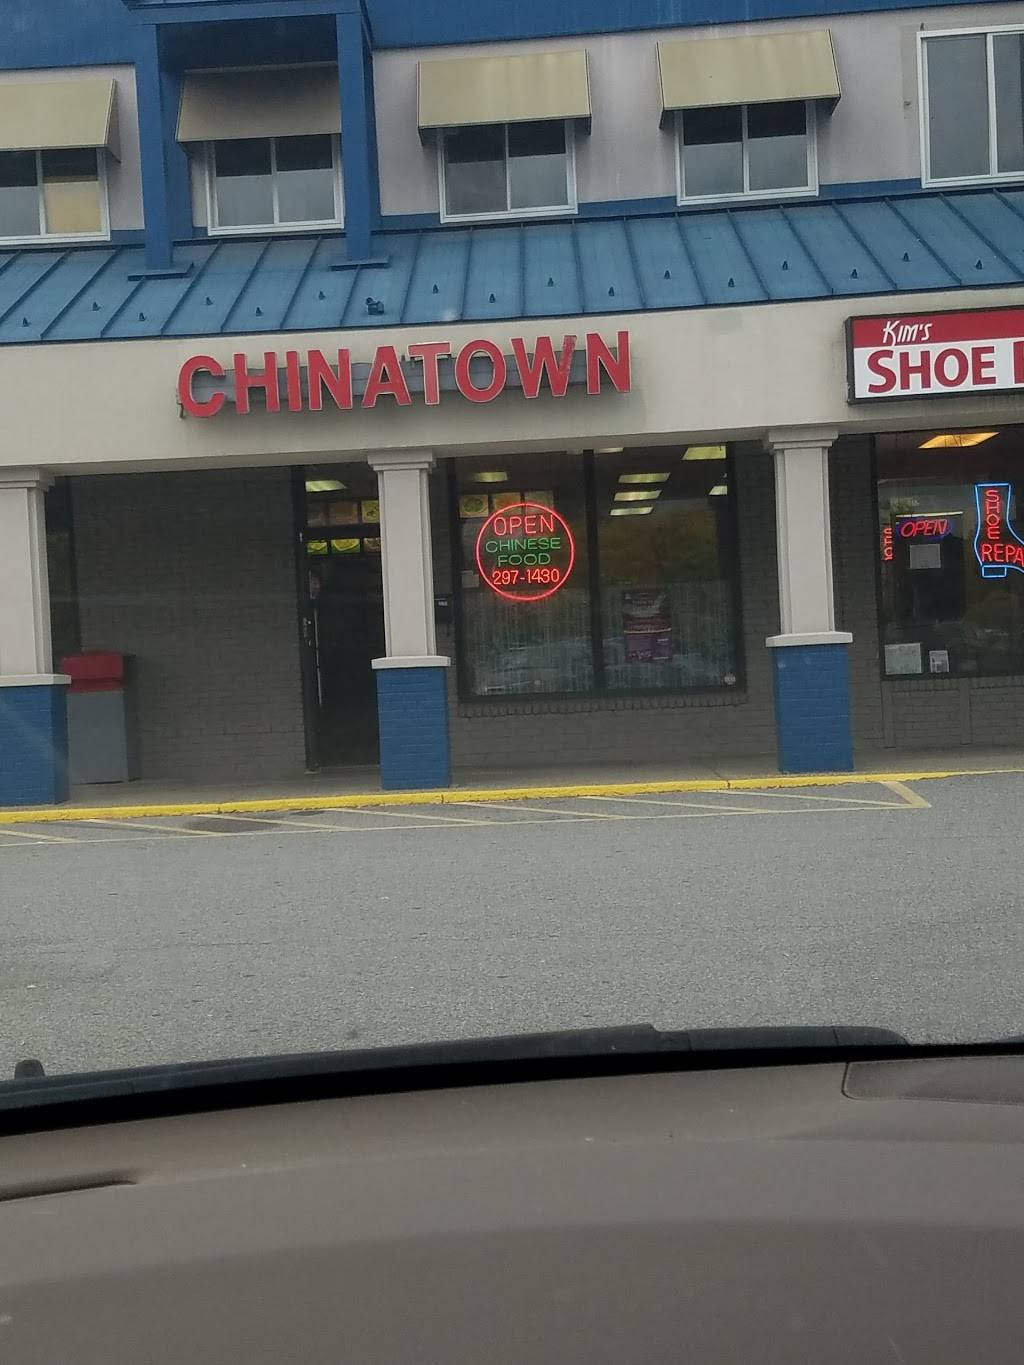 CHINATOWN
Kim's
SHOE
OPEN
CHINESE
FOOD
297-1430
OPEN
SHOE
REPA